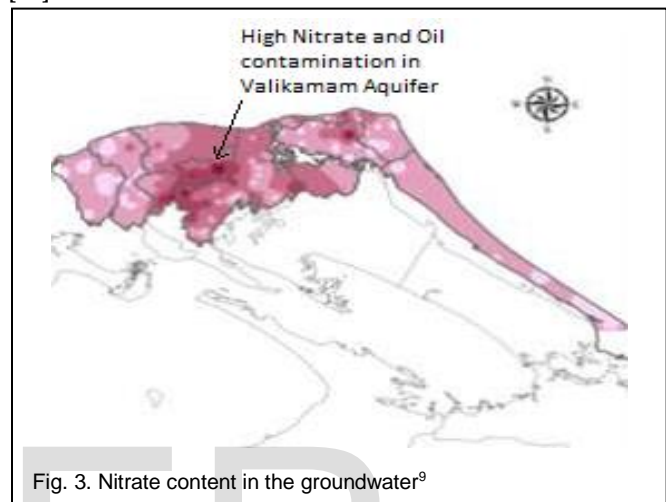 High Nitrate and Oil
contamination in
Valikamam Aquifer
Fig. 3. Nitrate content in the groundwater⁹